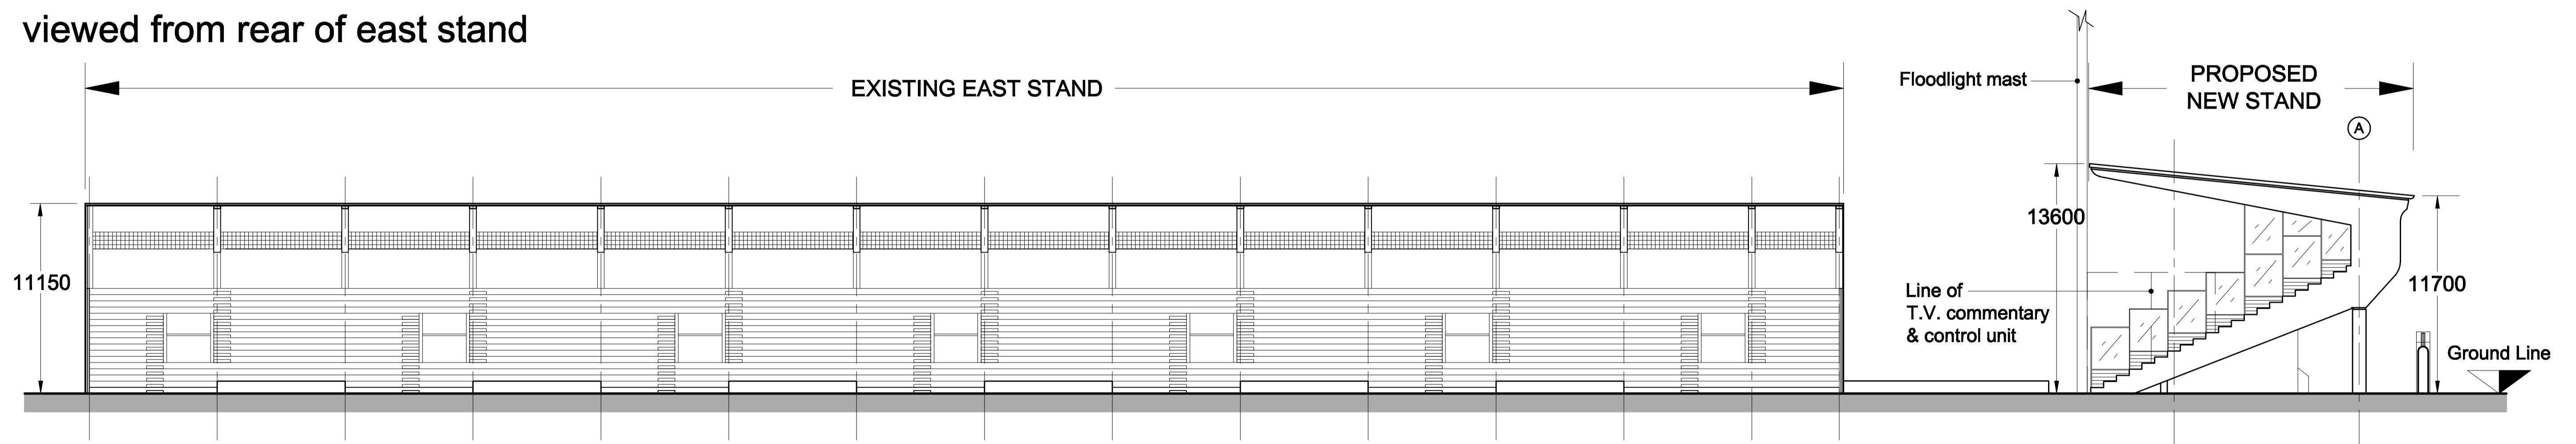 viewed from rear of east stand
EXISTING EAST STAND
Floodlight mast
PROPOSED
NEW STAND
A
11150
13600
Line of
T.V. commentary
& control unit
11700
Ground Line